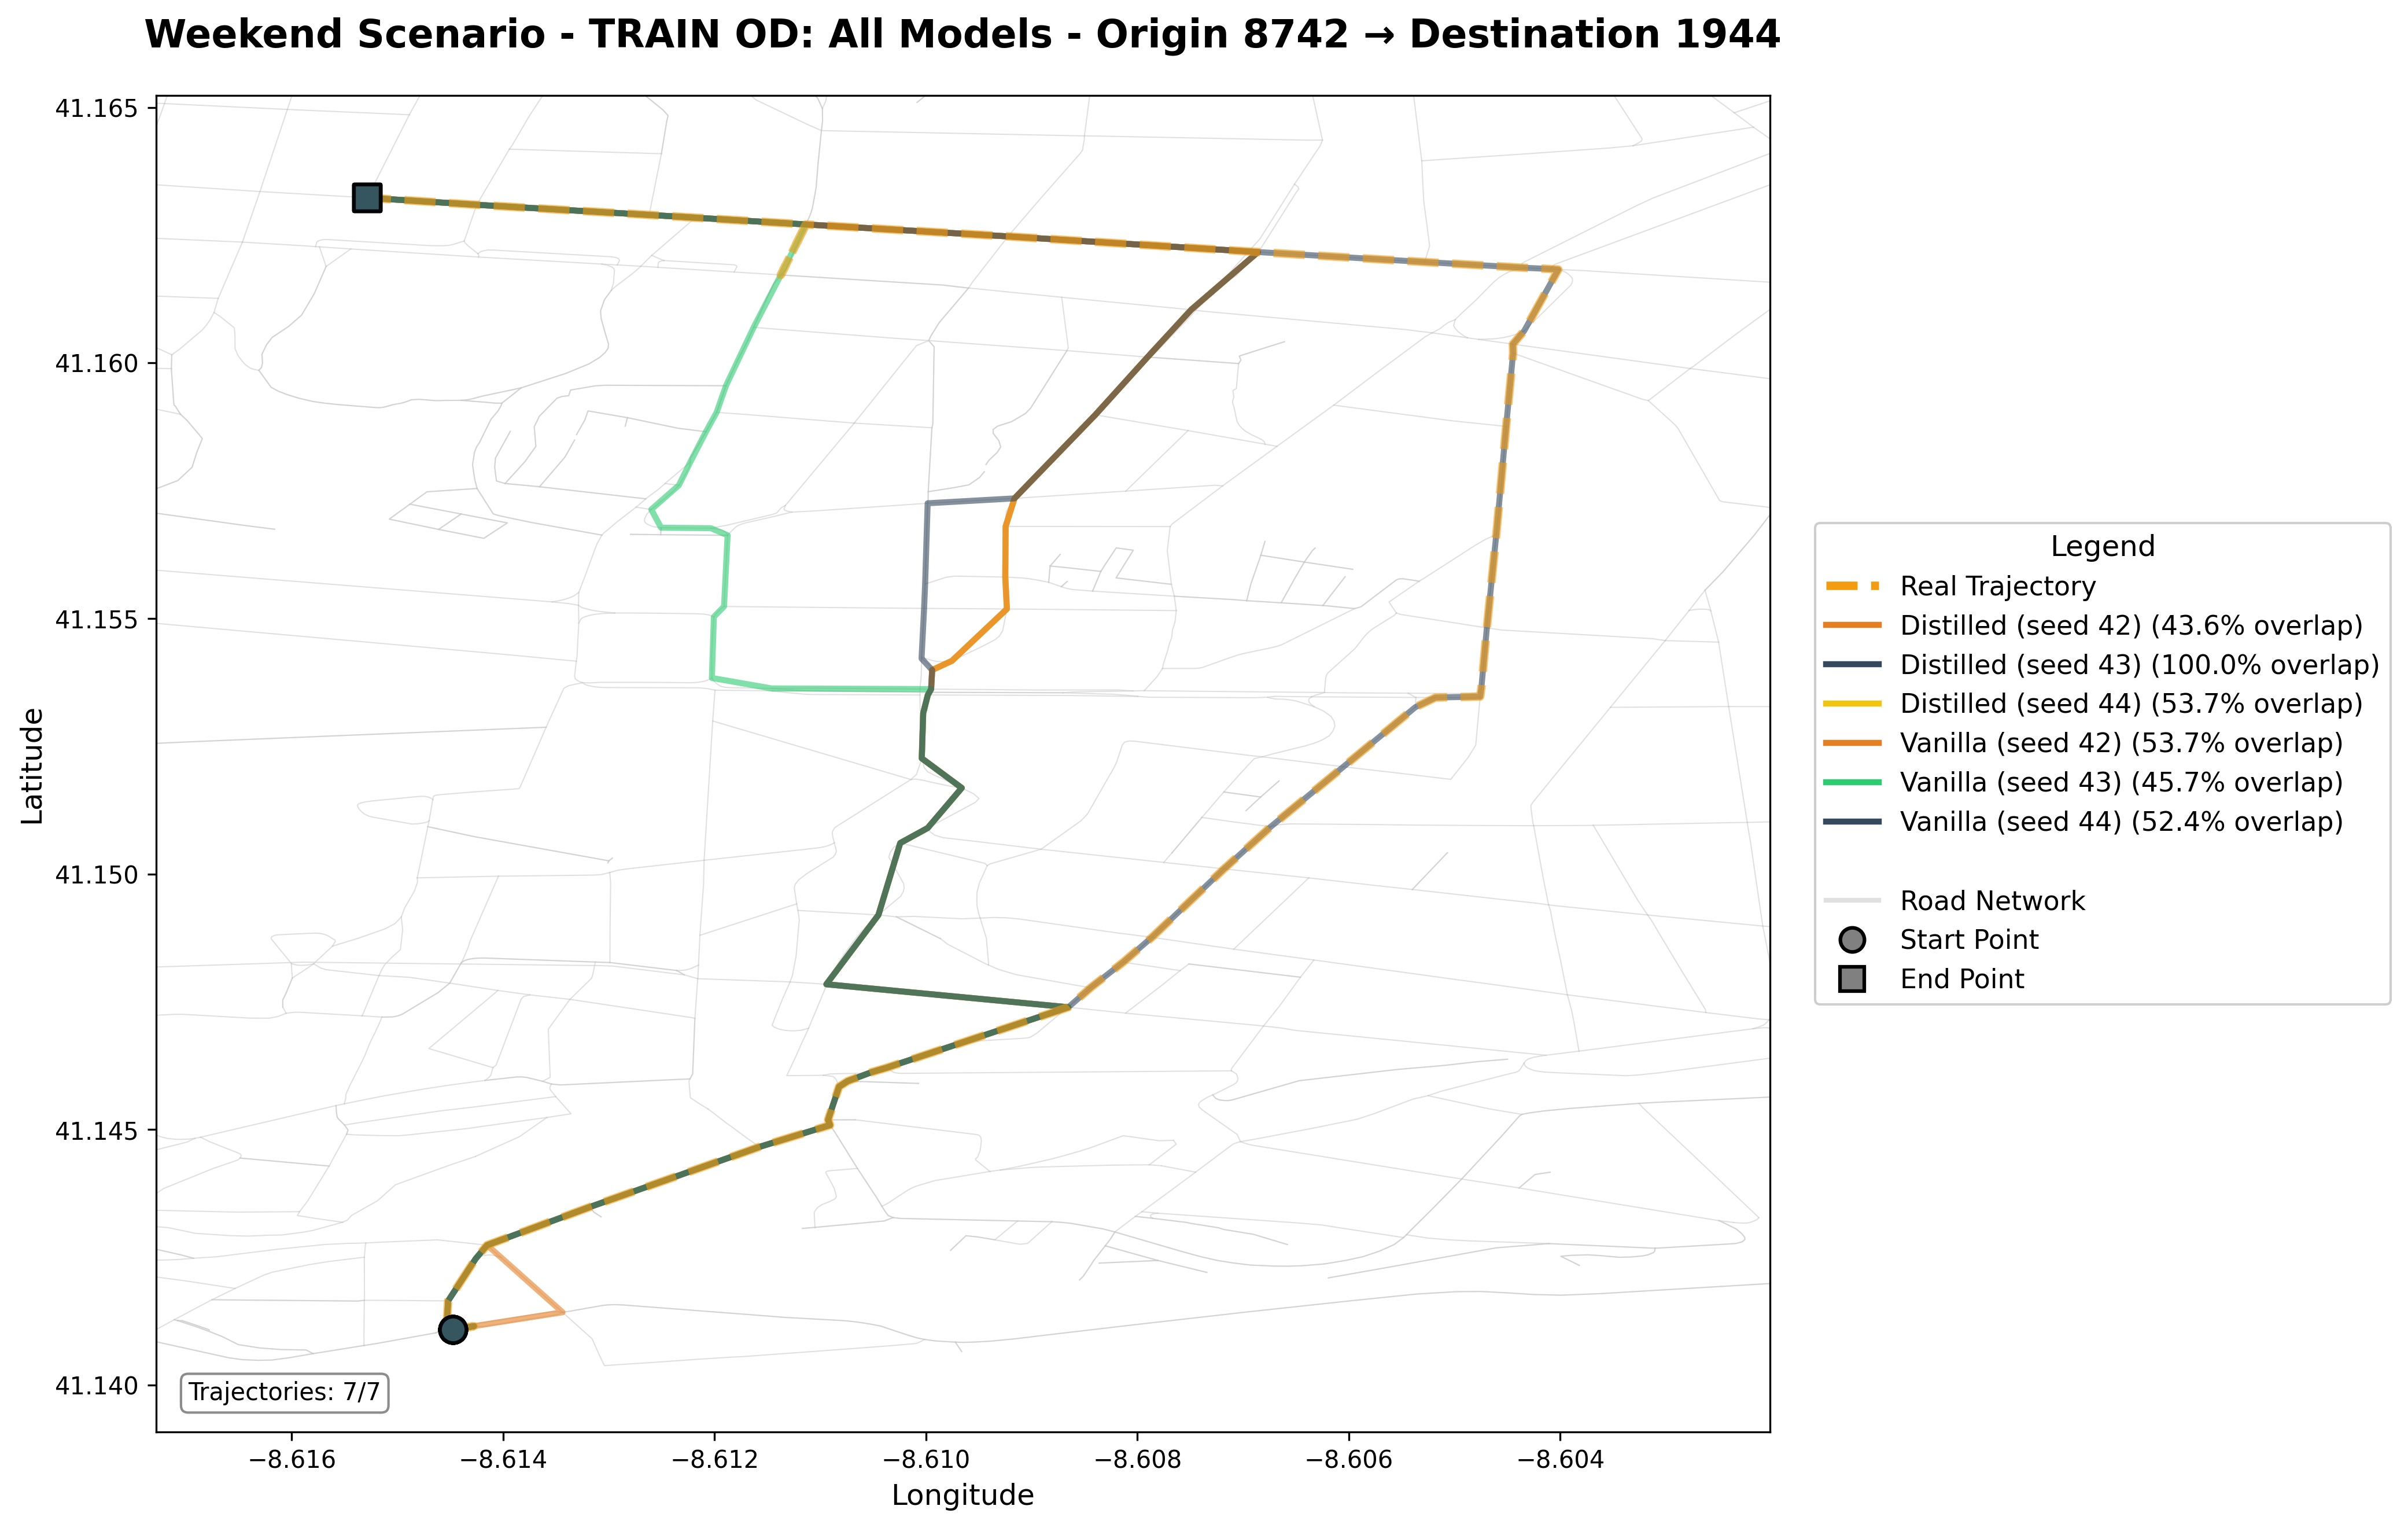 Weekend Scenario - TRAIN OD: All Models - Origin 8742 → Destination 1944
41.165
41.160
41.155
41.150
41.145
41.140
Latitude
−8.616
−8.614
−8.612
−8.610
−8.608
−8.606
−8.604
Longitude
Trajectories: 7/7
Legend
Real Trajectory
Distilled (seed 42) (43.6% overlap)
Distilled (seed 43) (100.0% overlap)
Distilled (seed 44) (53.7% overlap)
Vanilla (seed 42) (53.7% overlap)
Vanilla (seed 43) (45.7% overlap)
Vanilla (seed 44) (52.4% overlap)
Road Network
Start Point
End Point